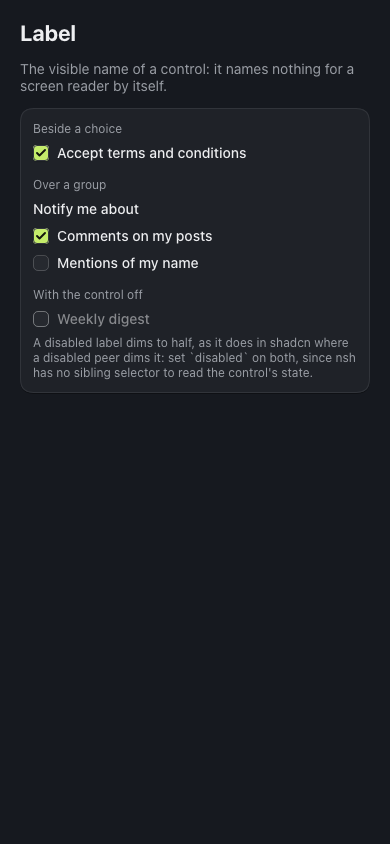 Label
The visible name of a control: it names nothing for a
screen reader by itself.
Beside a choice
Accept terms and conditions
Over a group
Notify me about
Comments on my posts
Mentions of my name
With the control off
Weekly digest
A disabled label dims to half, as it does in shadcn where
a disabled peer dims it: set `disabled` on both, since nsh
has no sibling selector to read the control's state.